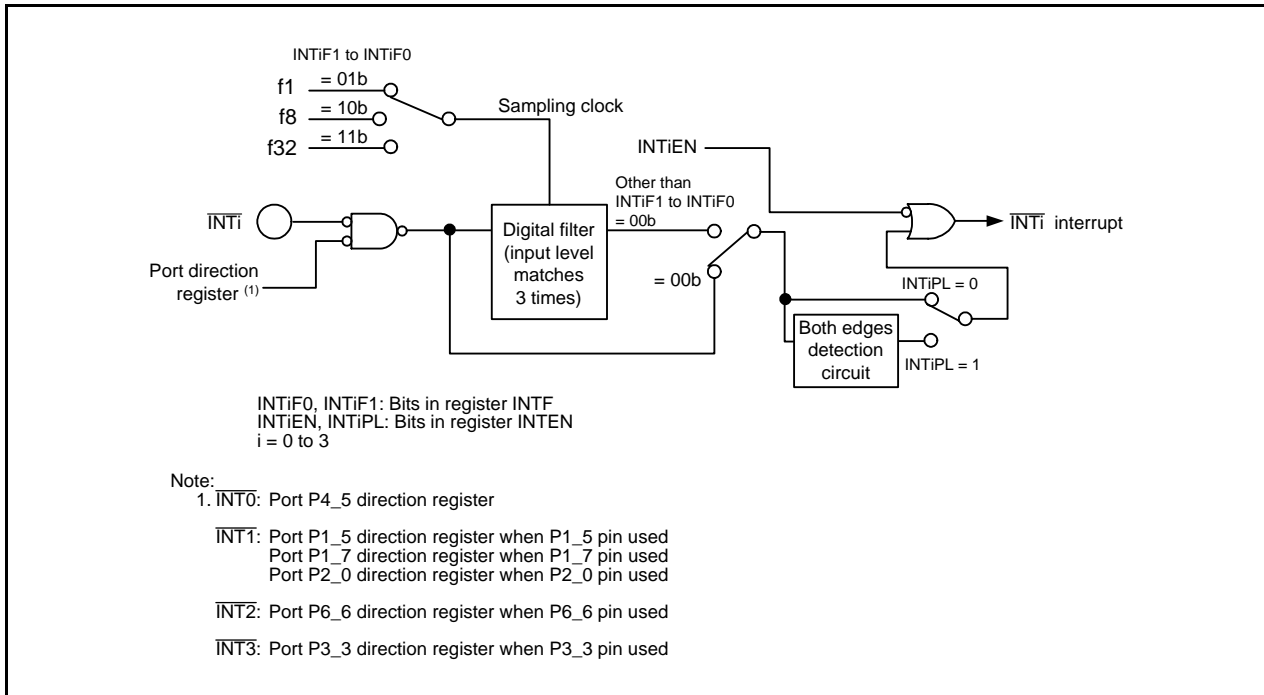 INTiF1 to INTiF0
f1
= 01b
f8
= 10b
f32
= 11b
Sampling clock
INTiEN
Other than
INTiF1 to INTiF0
= 00b
INTi
Digital filter
(input level
matches
3 times)
INTi interrupt
Port direction
register (1)
= 00b
INTiPL = 0
Both edges
detection
circuit
INTiPL = 1
INTiF0, INTiF1: Bits in register INTF
INTiEN, INTiPL: Bits in register INTEN
i = 0 to 3
Note:
1. INT0: Port P4_5 direction register
INT1: Port P1_5 direction register when P1_5 pin used
Port P1_7 direction register when P1_7 pin used
Port P2_0 direction register when P2_0 pin used
INT2: Port P6_6 direction register when P6_6 pin used
INT3: Port P3_3 direction register when P3_3 pin used